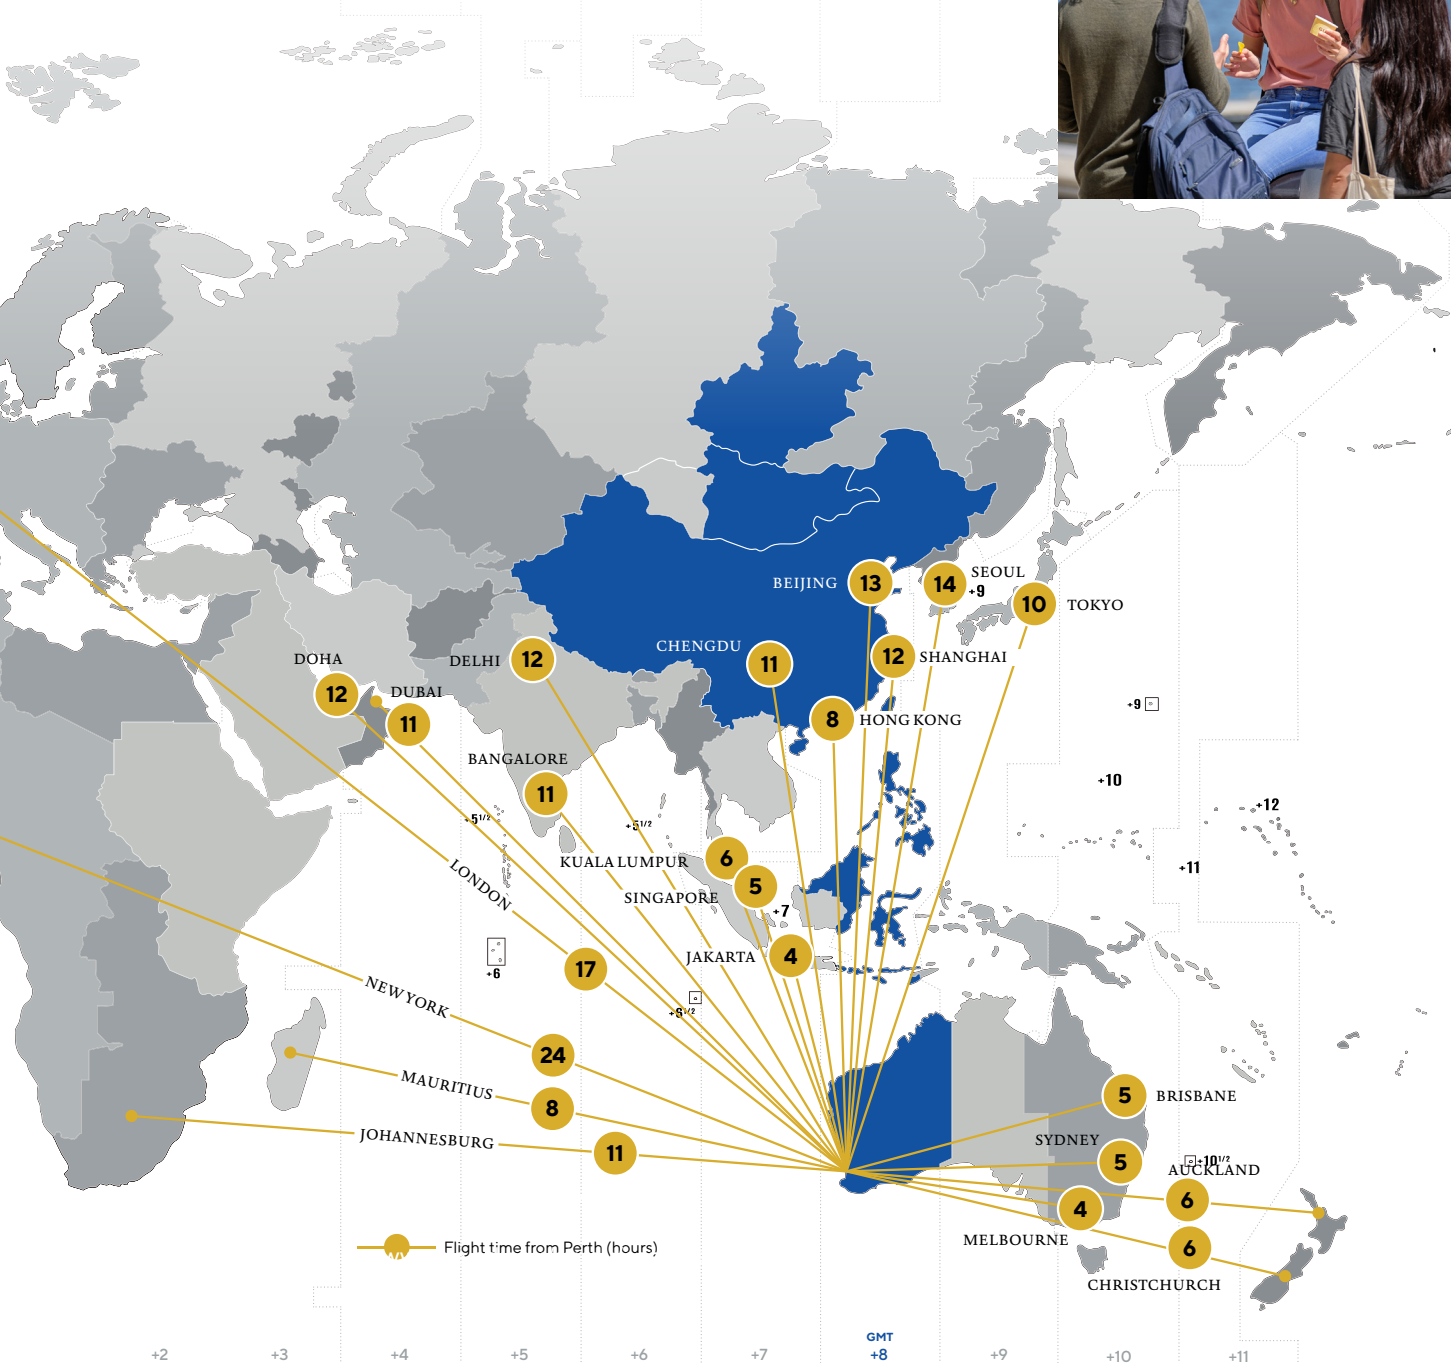 BEIJING
13
14
SEOUL
+9
10
TOKYO
CHENGDU
11
12
SHANGHAI
DOHA
12
DELHI
12
DUBAI
11
8
HONG KONG
+9
BANGALORE
11
+10
+12
+5 1/2
+5 1/2
KUALA LUMPUR
6
+11
LONDON
SINGAPORE
5
+7
JAKARTA
4
17
+6
NEW YORK
+6 1/2
24
MAURITIUS
8
5
BRISBANE
JOHANNESBURG
11
SYDNEY
5
+10 1/2
AUCKLAND
6
4
MELBOURNE
6
CHRISTCHURCH
Flight time from Perth (hours)
GMT
+2 +3 +4 +5 +6 +7 +8 +9 +10 +11